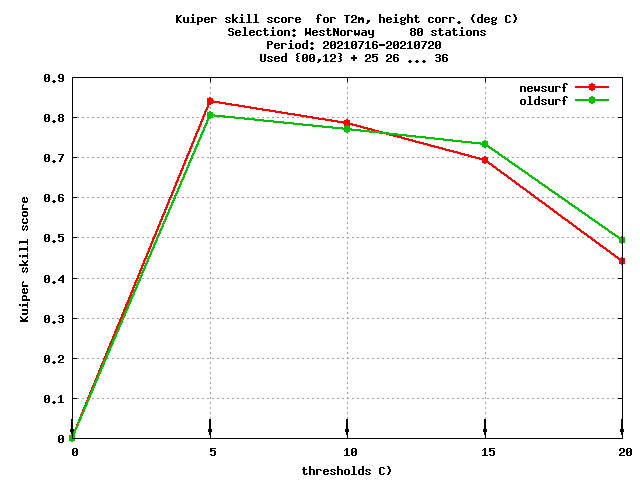 Kuiper skill score  for T2m, height corr. (deg C)
Selection: WestNorway     80 stations
Period: 20210716-20210720
Used {00,12} + 25 26 ... 36
newsurf
oldsurf
0.9
0.8
0.7
0.6
0.5
0.4
0.3
0.2
0.1
0
Kuiper skill score
0 5 10 15 20
thresholds C)